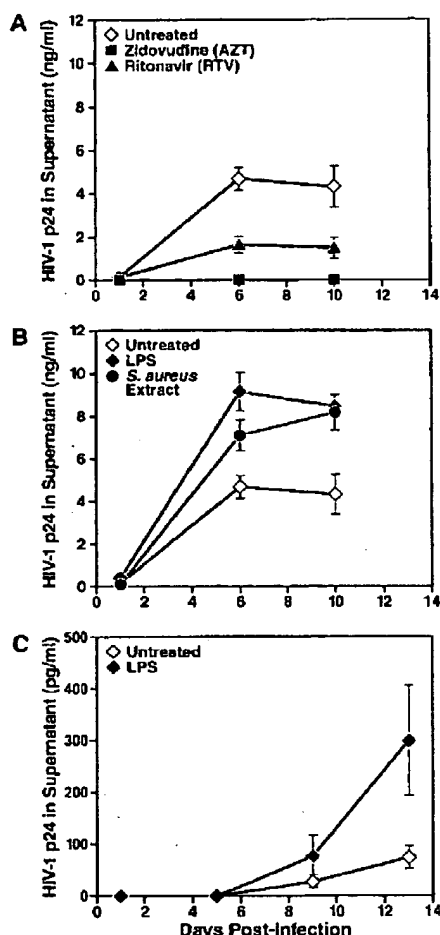 A
HIV-1 p24 in Supernatant (ng/ml)
Untreated
Zidovudine (AZT)
Ritonavir (RTV)
12
10
8
6
4
2
0
0 2 4 6 8 10 12 14
B
HIV-1 p24 in Supernatant (ng/ml)
Untreated
LPS
S. aureus
Extract
12
10
8
6
4
2
0
0 2 4 6 8 10 12 14
C
HIV-1 p24 in Supernatant (pg/ml)
Untreated
LPS
500
400
300
200
100
0
0 2 4 6 8 10 12 14
Days Post-Infection